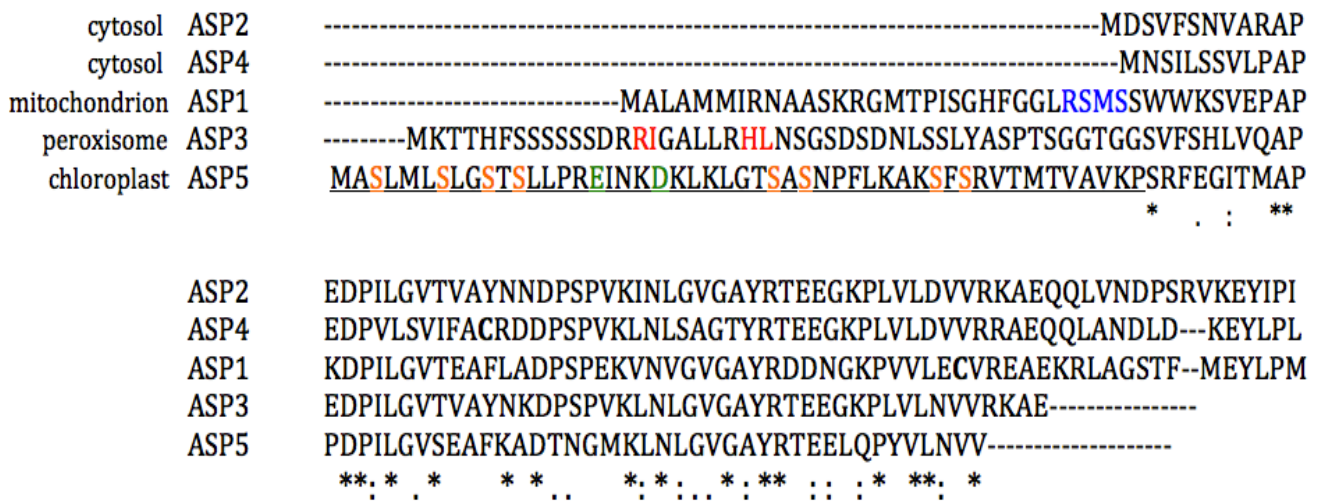 cytosol ASP2 ------------------------------------------------------------------------------------MDSVFSNVARAP
cytosol ASP4 --------------------------------------------------------------------------------------MNSILSSVLPAP
mitochondrion ASP1 --------------------------------MALAMMIRNAASKRGMTPISGHFGGLRSMSSWWKSVEPAP
peroxisome ASP3 ---------MKTTHFSSSSSSDRRIGALLRHLNSGSDSDNLSSLYASPTSGGTGGSVFSHLVQAP
chloroplast ASP5 MASLMLSLGSTSLLPREINKDKLKLGTSASNPFLKAKSFSRVTMTVAVKPSRFEGITMAP
* . : **
ASP2 EDPILGVTVAYNNDPSPVKINLGVGAYRTEEGKPLVLDVVRKAEQQLVNDPSRVKEYIPI
ASP4 EDPVLSVIFACRDDPSPVKLNLSAGTYRTEEGKPLVLDVVRRAEQQLANDLD---KEYLPL
ASP1 KDPILGVTEAFLADPSPEKVNVGVGAYRDDNGKPVVLECVREAEKRLAGSTF--MEYLPM
ASP3 EDPILGVTVAYNKDPSPVKLNLGVGAYRTEEGKPLVLNVVRKAE----------------
ASP5 PDPILGVSEAFKADTNGMKLNLGVGAYRTEELQPYVLNVV--------------------
**: * . * * * . . *: * : . . * : ** : : : * **: *